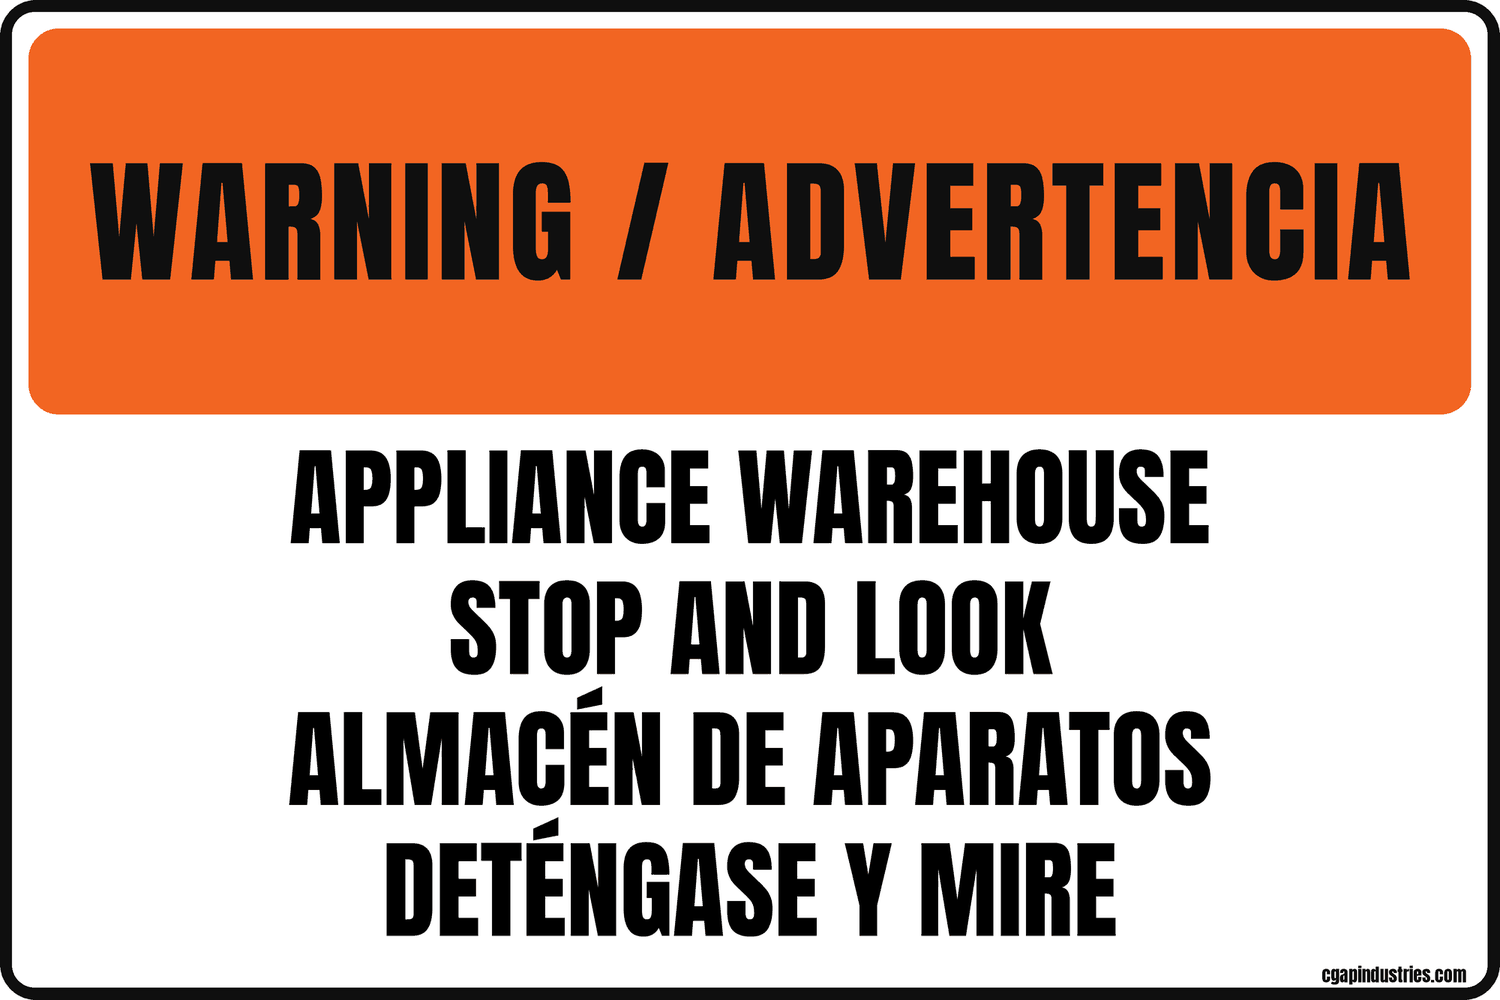 WARNING / ADVERTENCIA
APPLIANCE WAREHOUSE
STOP AND LOOK
ALMACÉN DE APARATOS
DETÉNGASE Y MIRE
cgapindustries.com